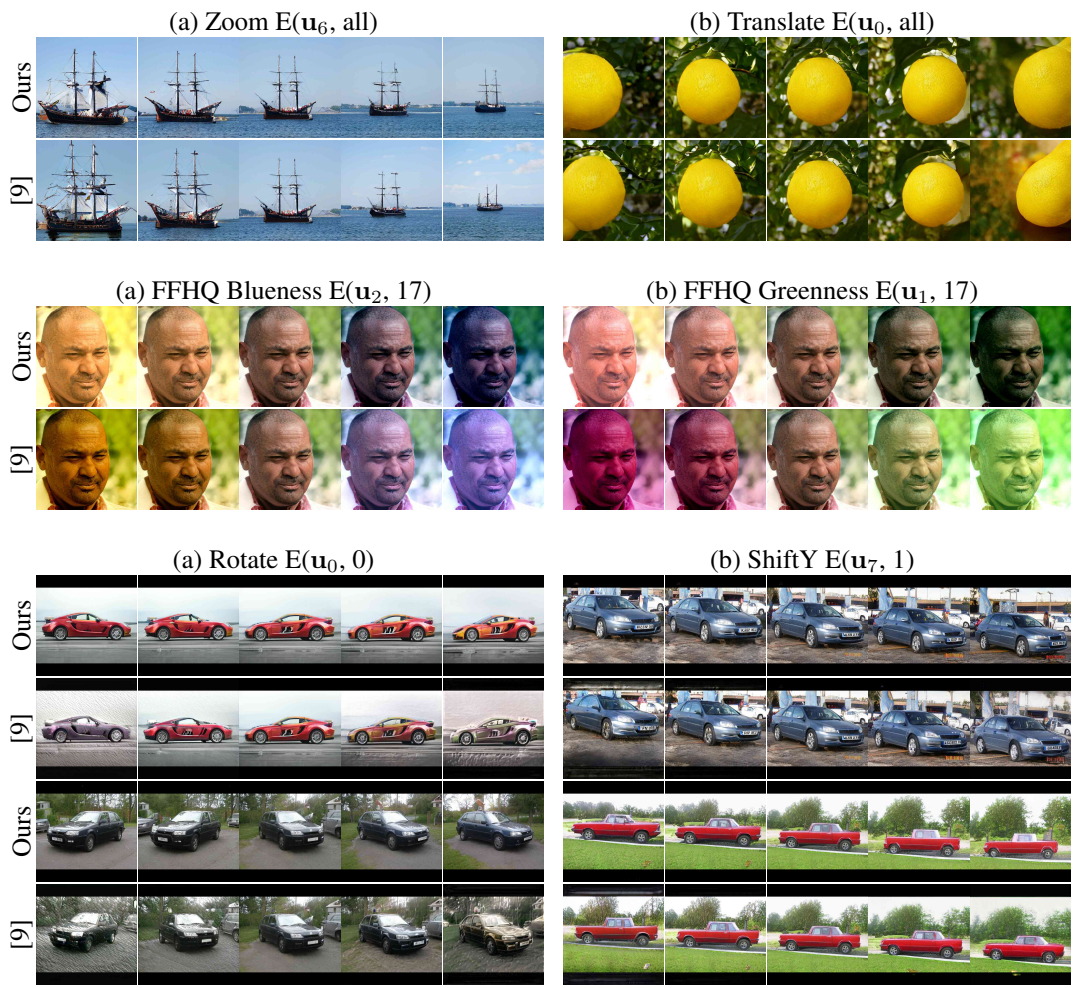 (a) Zoom E(u₆, all)
(b) Translate E(u₀, all)
Ours
[9]
(a) FFHQ Blueness E(u₂, 17)
(b) FFHQ Greenness E(u₁, 17)
Ours
[9]
(a) Rotate E(u₀, 0)
(b) ShiftY E(u₇, 1)
Ours
[9]
Ours
[9]